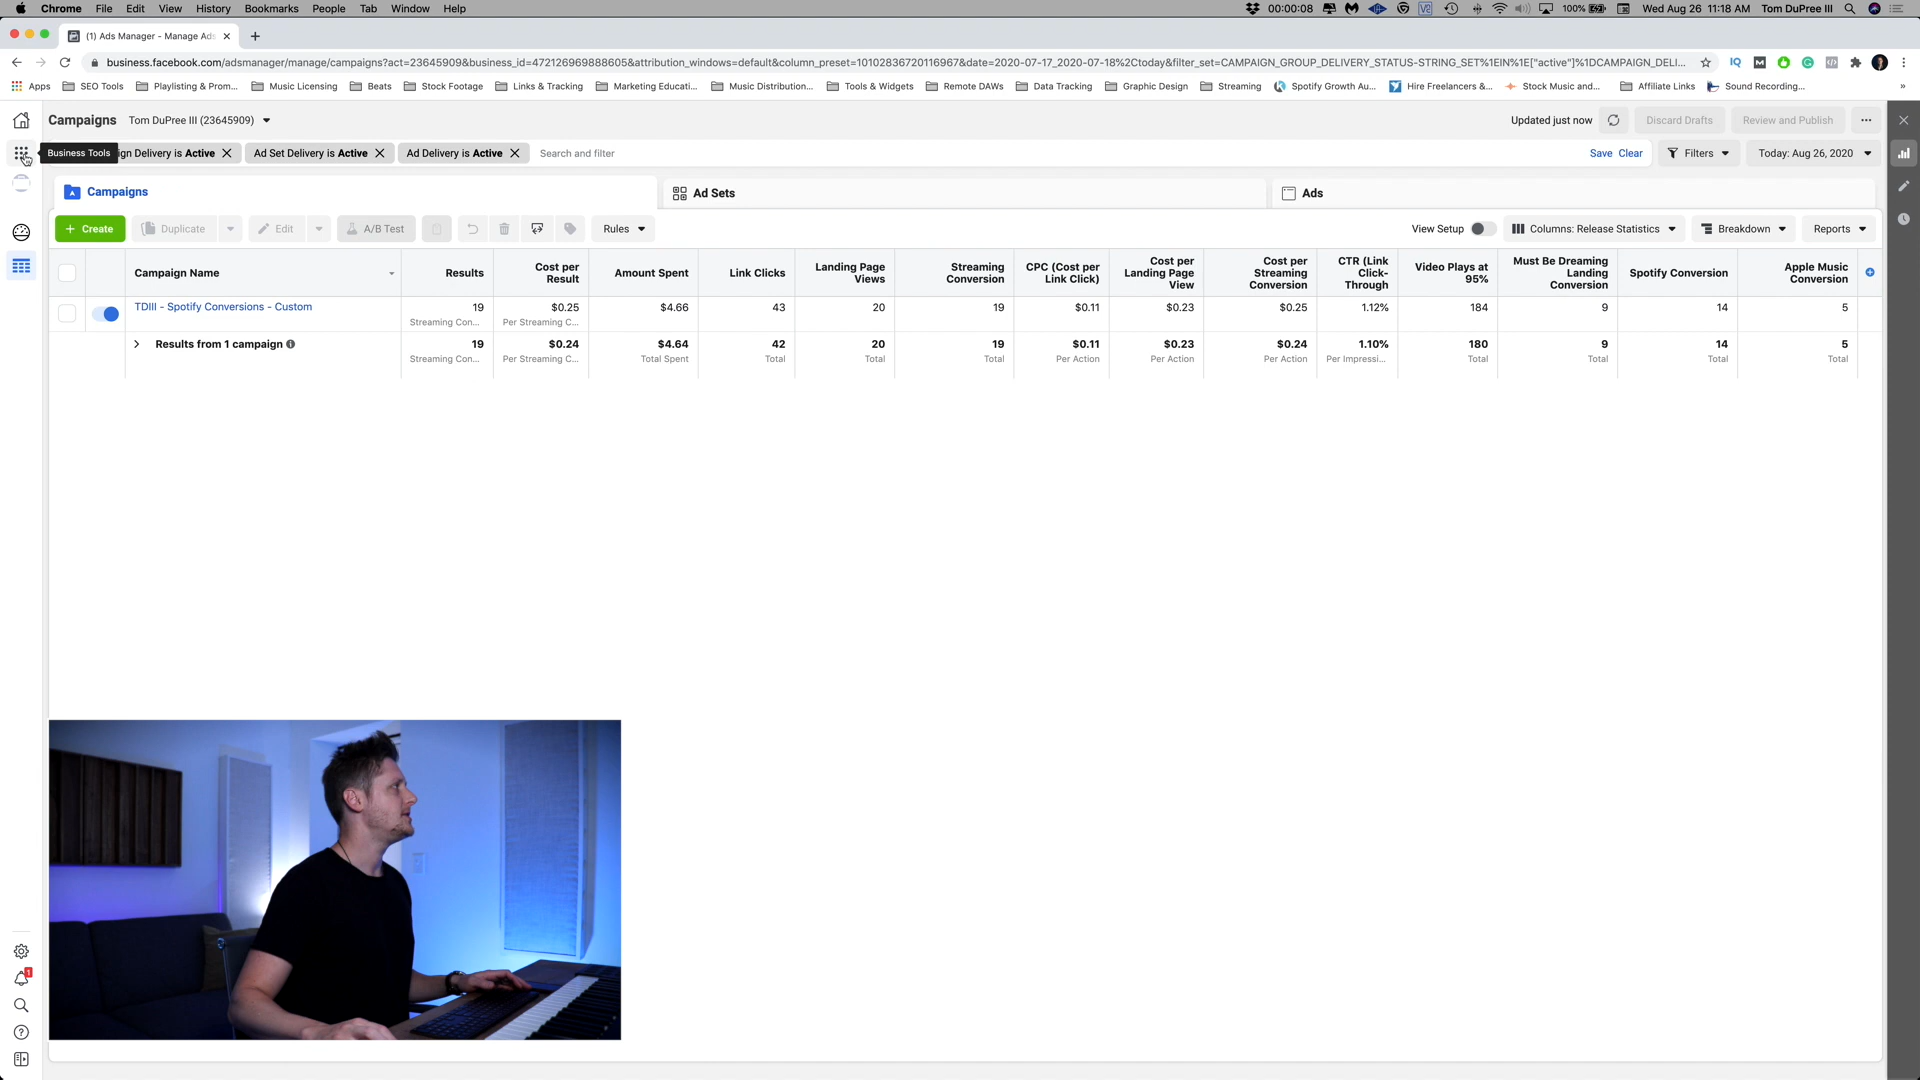 Chrome File Edit View History Bookmarks People Tab Window Help 00:00:08 100% Wed Aug 26 11:18 AM Tom DuPree III
(1) Ads Manager - Manage Ads
business.facebook.com/adsmanager/manage/campaigns?act=23645909&business_id=472126969888605&attribution_windows=default&column_preset=10102836720116967&date=2020-07-17_2020-07-18%2Ctoday&filter_set=CAMPAIGN_GROUP_DELIVERY_STATUS-STRING_SET%1EIN%1E["active"]%1DCAMPAIGN_DELI...
Apps SEO Tools Playlisting & Prom... Music Licensing Beats Stock Footage Links & Tracking Marketing Educati... Music Distribution... Tools & Widgets Remote DAWs Data Tracking Graphic Design Streaming Spotify Growth Au... Hire Freelancers &... Stock Music and... Affiliate Links Sound Recording... »
Campaigns Tom DuPree III (23645909) Updated just now Discard Drafts Review and Publish
Business Tools ign Delivery is Active Ad Set Delivery is Active Ad Delivery is Active Search and filter Save Clear Filters Today: Aug 26, 2020
Campaigns Ad Sets Ads
+ Create Duplicate Edit A/B Test Rules View Setup Columns: Release Statistics Breakdown Reports
Campaign Name Results Cost per Result Amount Spent Link Clicks Landing Page Views Streaming Conversion CPC (Cost per Link Click) Cost per Landing Page View Cost per Streaming Conversion CTR (Link Click-Through Video Plays at 95% Must Be Dreaming Landing Conversion Spotify Conversion Apple Music Conversion
TDIII - Spotify Conversions - Custom 19 $0.25 $4.66 43 20 19 $0.11 $0.23 $0.25 1.12% 184 9 14 5
Streaming Con... Per Streaming C...
Results from 1 campaign 19 $0.24 $4.64 42 20 19 $0.11 $0.23 $0.24 1.10% 180 9 14 5
Streaming Con... Per Streaming C... Total Spent Total Total Total Per Action Per Action Per Action Per Impressi... Total Total Total Total
1